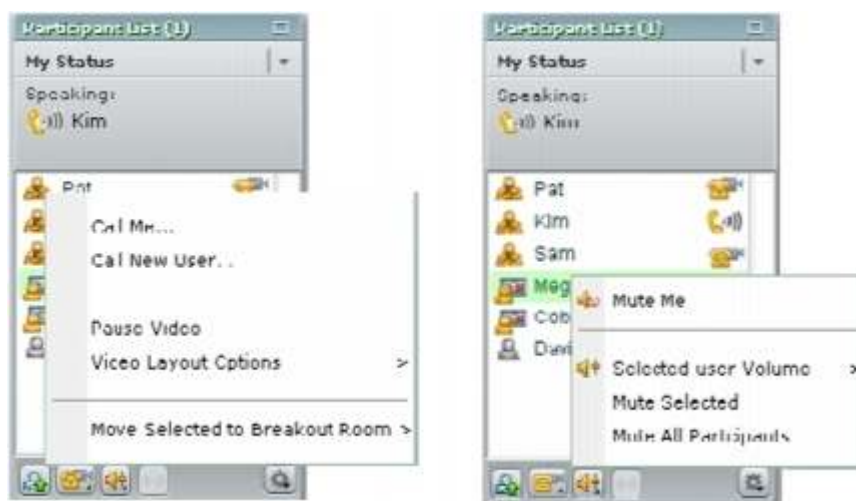 Participant List (1)
My Status
Speaking:
Kim
Pat
Call Me...
Call New User...
Pause Video
Video Layout Options >
Move Selected to Breakout Room >
Participant List (1)
My Status
Speaking:
Kim
Pat
Kim
Sam
Meg
Mute Me
Cob
Davi
Selected user Volume >
Mute Selected
Mute All Participants